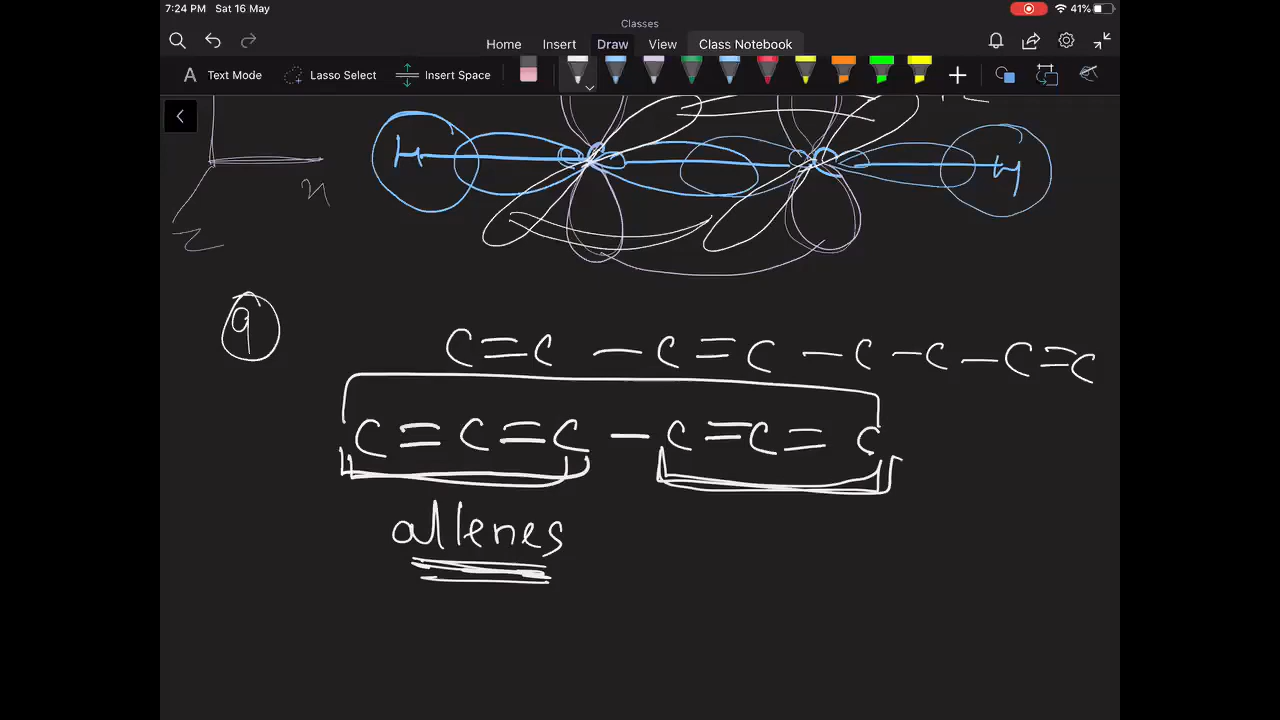 7:24 PM Sat 16 May 41%
Classes
Home Insert Draw View Class Notebook
A Text Mode Lasso Select Insert Space
H H
Z
9
C=C-C=C-C-C-C=C
C=C=C-C=C=C
allenes